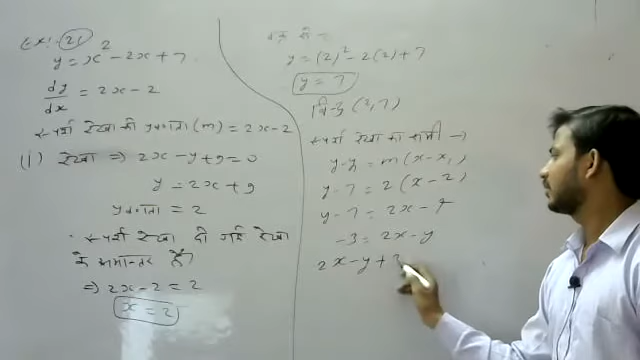 Ex:- 21
y = x² - 2x + 7
dy/dx = 2x - 2
स्पर्श रेखा की प्रवणता (m) = 2x - 2
(i) रेखा ⇒ 2x - y + 9 = 0
y = 2x + 9
प्रवणता = 2
∵ स्पर्श रेखा दी गई रेखा
के समान्तर है
⇒ 2x - 2 = 2
x = 2
y = (2)² - 2(2) + 7
y = 7
बिन्दु (2,7)
स्पर्श रेखा का समी →
y - y₁ = m(x - x₁)
y - 7 = 2(x - 2)
y - 7 = 2x - 4
-3 = 2x - y
2x - y + 3